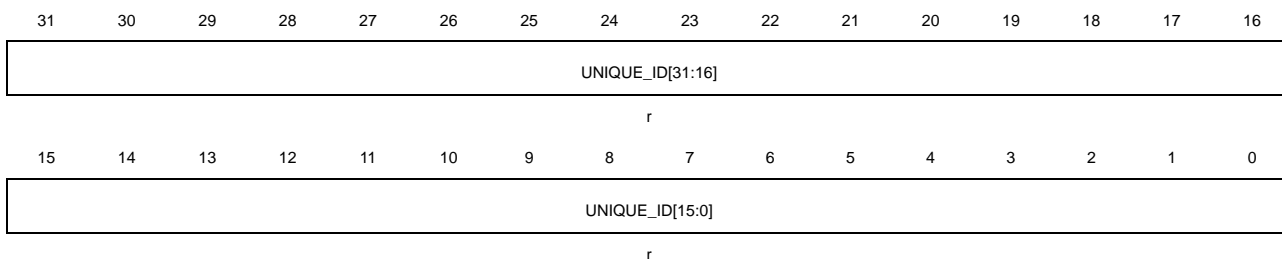 31 30 29 28 27 26 25 24 23 22 21 20 19 18 17 16
UNIQUE_ID[31:16]
r
15 14 13 12 11 10 9 8 7 6 5 4 3 2 1 0
UNIQUE_ID[15:0]
r